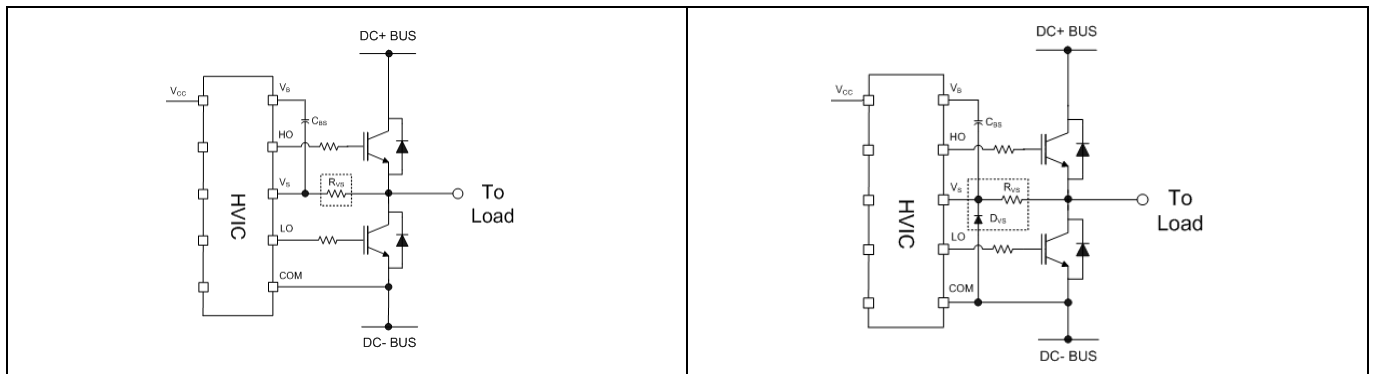 DC+ BUS
VCC
VB
CBS
HO
VS
RVS
To
Load
HVIC
LO
COM
DC- BUS
DC+ BUS
VCC
VB
CBS
HO
VS
RVS
To
Load
HVIC
DVS
LO
COM
DC- BUS